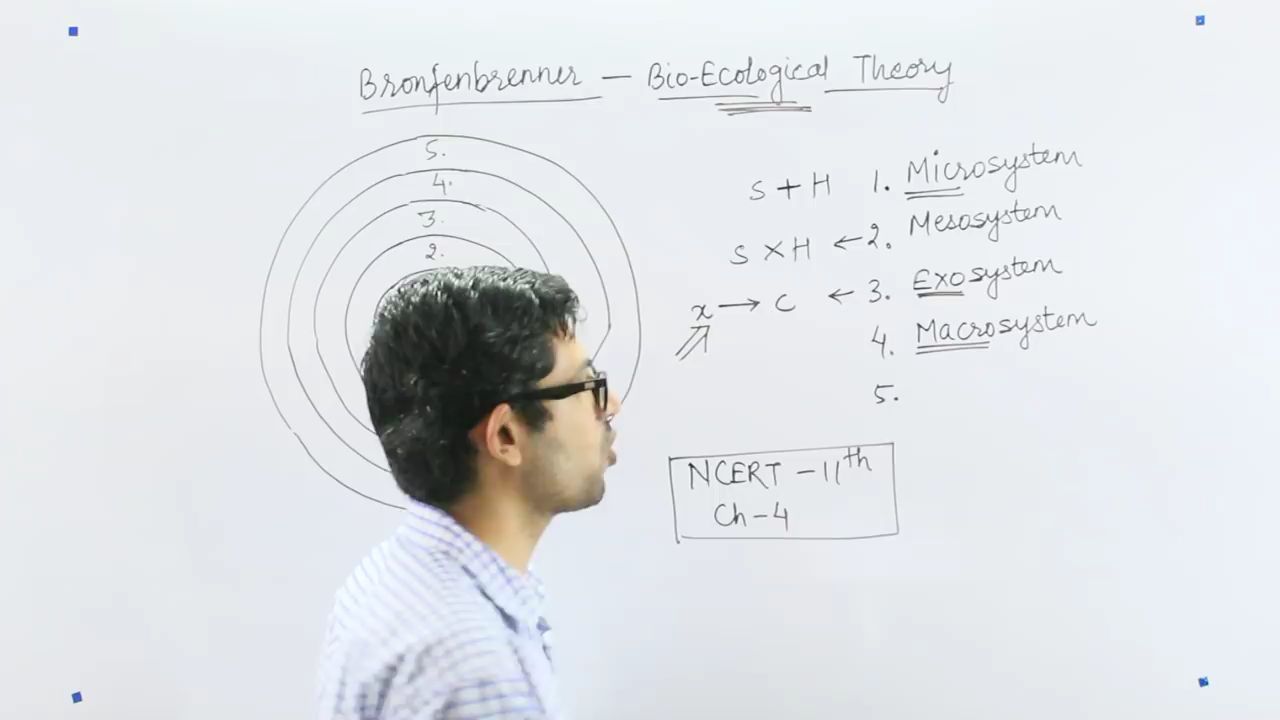 Bronfenbrenner — Bio-Ecological Theory
5.
4.
3.
2.
S + H 1. Microsystem
S × H ← 2. Mesosystem
x → C ← 3. Exosystem
4. Macrosystem
5.
NCERT - 11th
Ch - 4